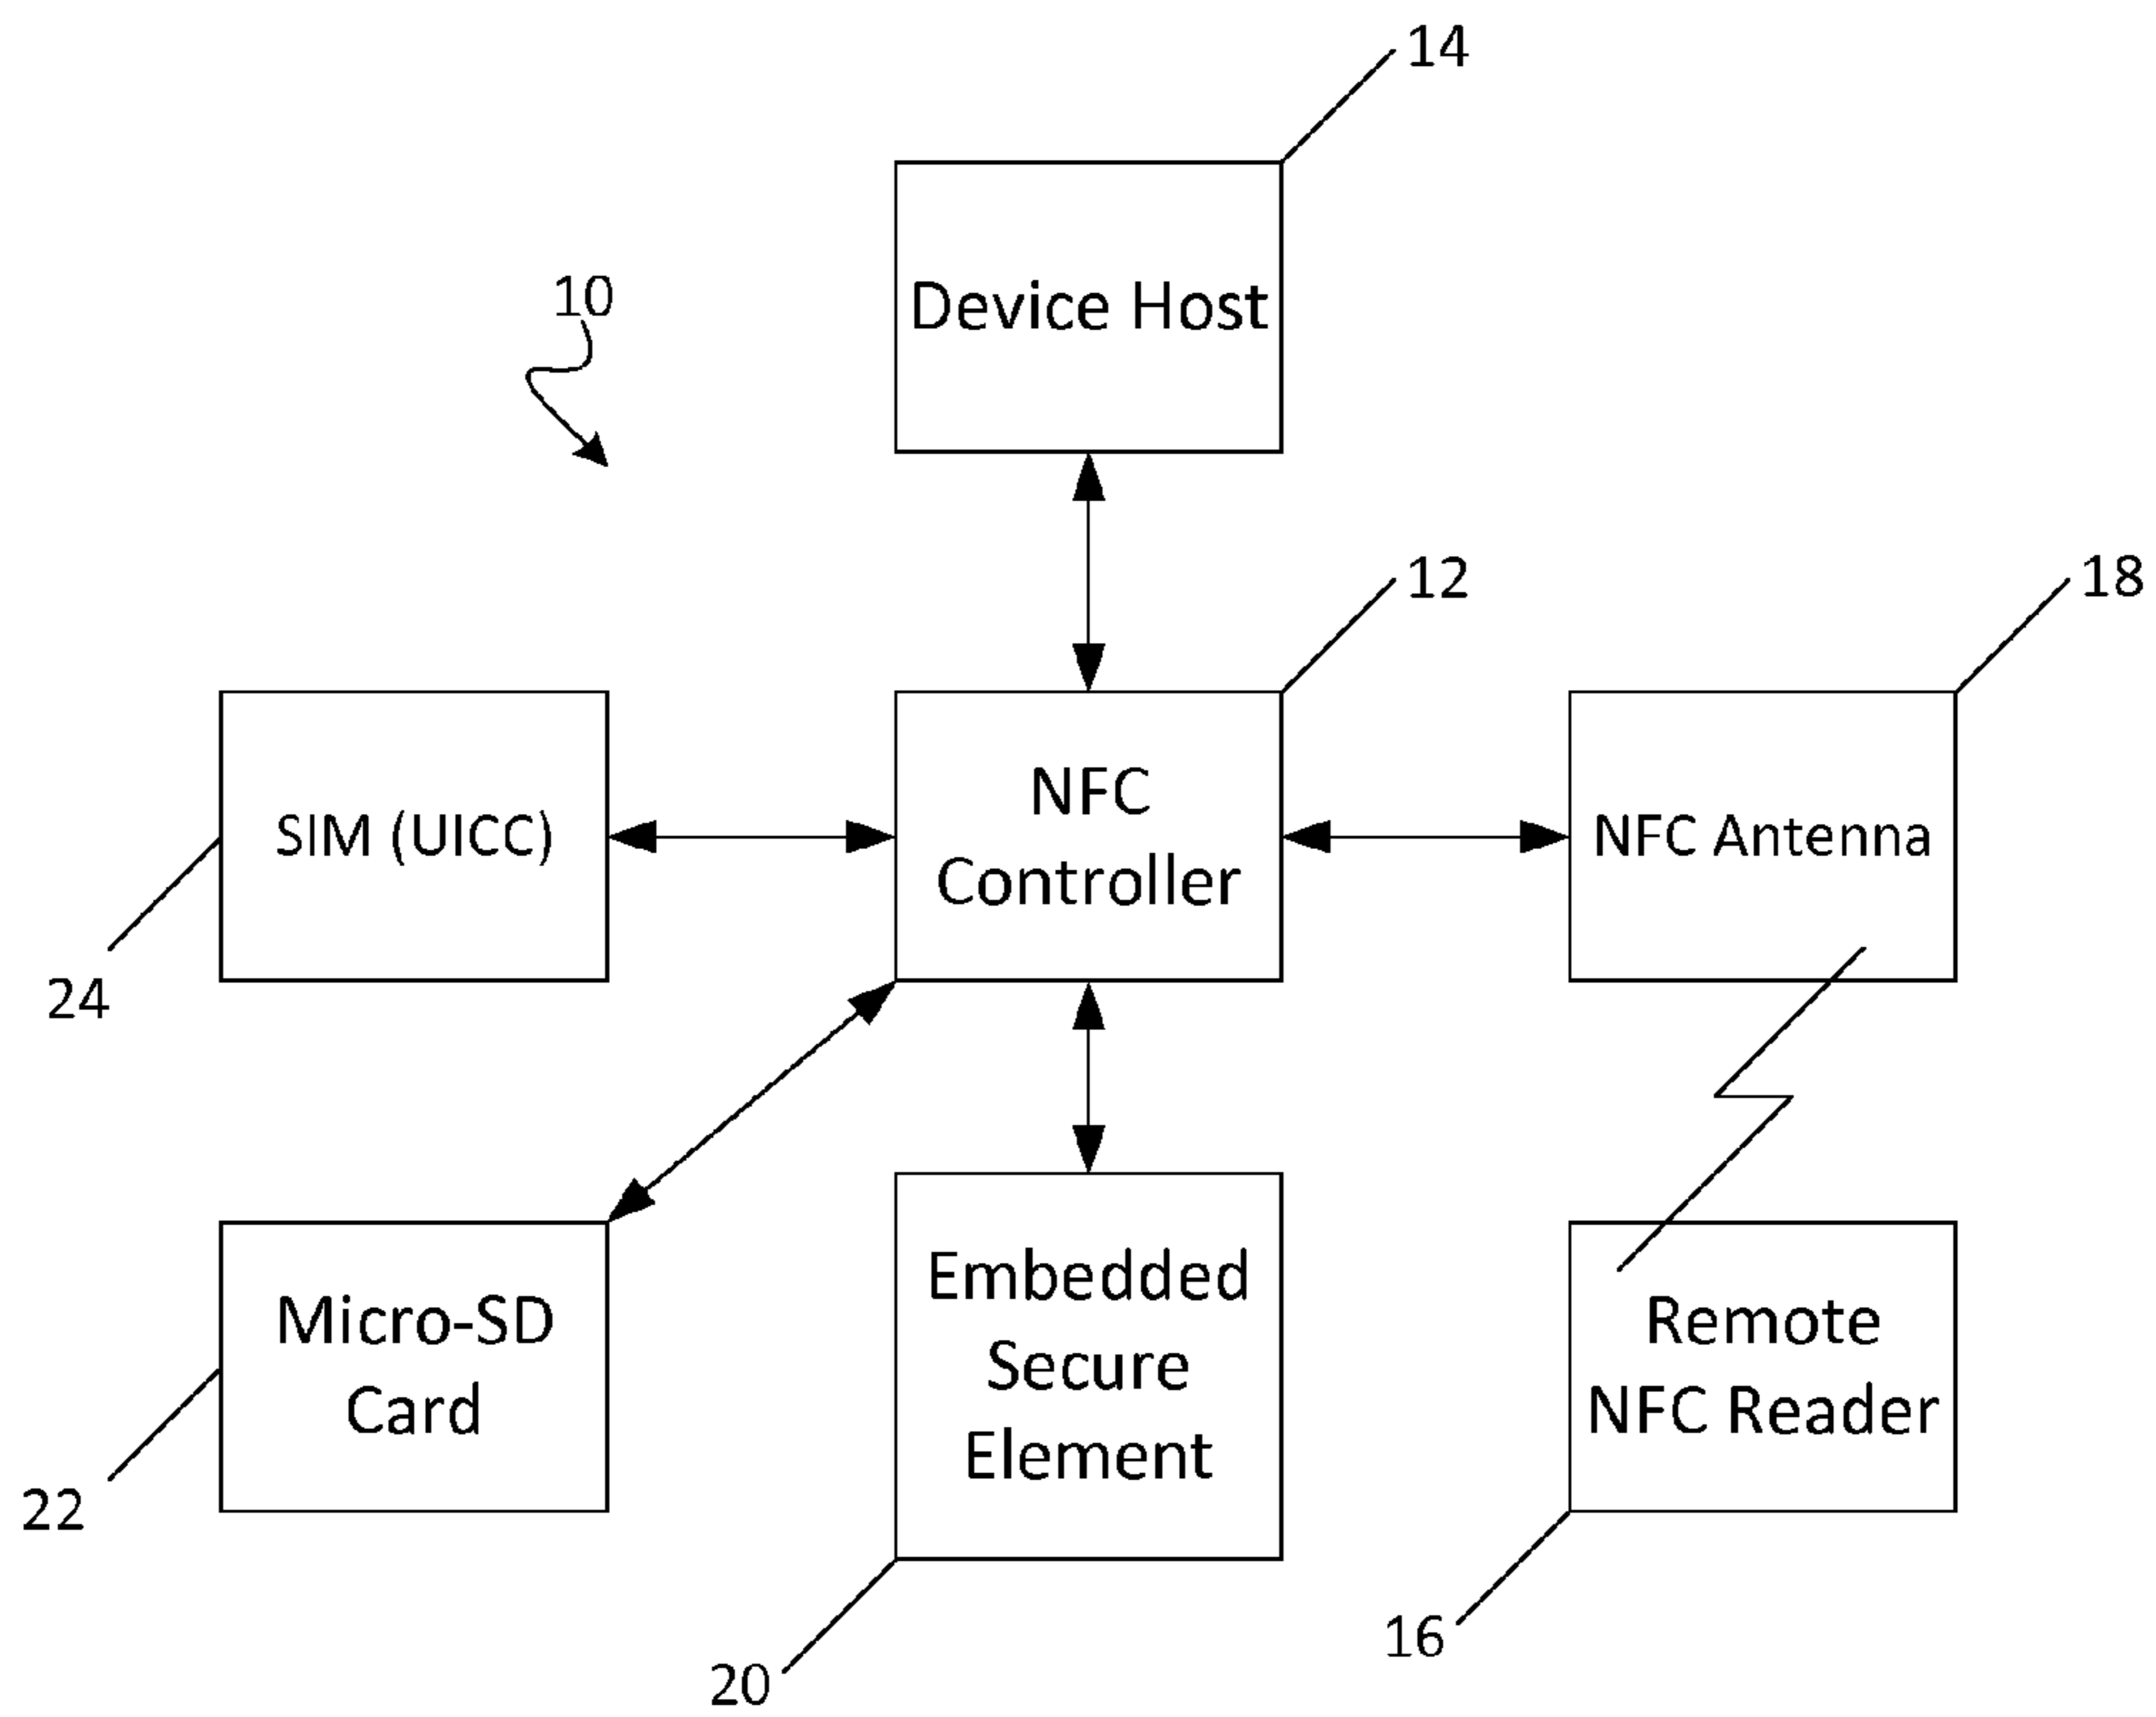 14
10
Device Host
12
18
SIM (UICC)
NFC
Controller
NFC Antenna
24
Micro-SD
Card
22
Embedded
Secure
Element
20
Remote
NFC Reader
16